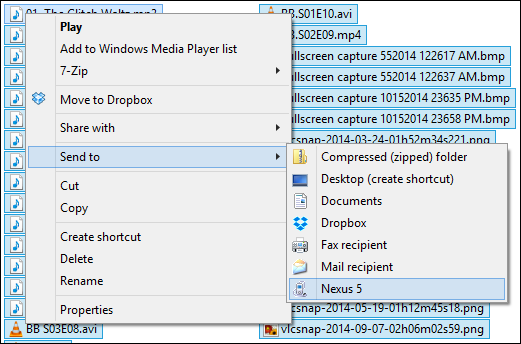 01. The Glitch Waltz.mp3
BB.S01E10.avi
Play
BB.S02E09.mp4
Add to Windows Media Player list
ullscreen capture 552014 122617 AM.bmp
7-Zip
ullscreen capture 552014 122637 AM.bmp
Move to Dropbox
ullscreen capture 10152014 23635 PM.bmp
Share with
ullscreen capture 10152014 23658 PM.bmp
vlcsnap-2014-03-24-01h52m34s221.png
Send to
Compressed (zipped) folder
Desktop (create shortcut)
Cut
Documents
Copy
Dropbox
Create shortcut
Fax recipient
Delete
Mail recipient
Rename
Nexus 5
Properties
vlcsnap-2014-05-19-01h12m45s18.png
BB S03E08.avi
vlcsnap-2014-09-07-02h06m02s59.png